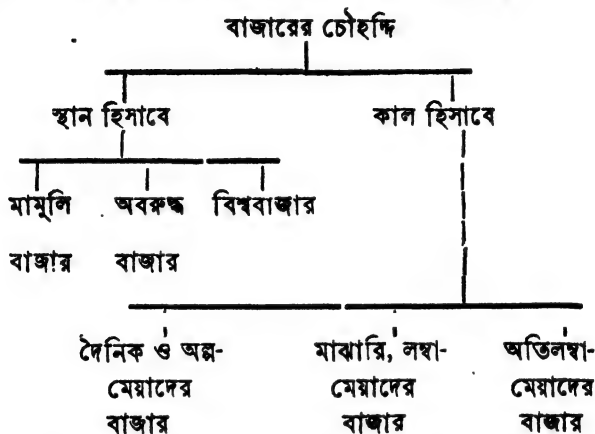 বাজারের চৌহদ্দি
স্থান হিসাবে কাল হিসাবে
মামুলি অবরুদ্ধ বিশ্ববাজার
বাজার বাজার
দৈনিক ও অল্প- মাঝারি, লম্বা- অতিলম্বা-
মেয়াদের মেয়াদের মেয়াদের
বাজার বাজার বাজার